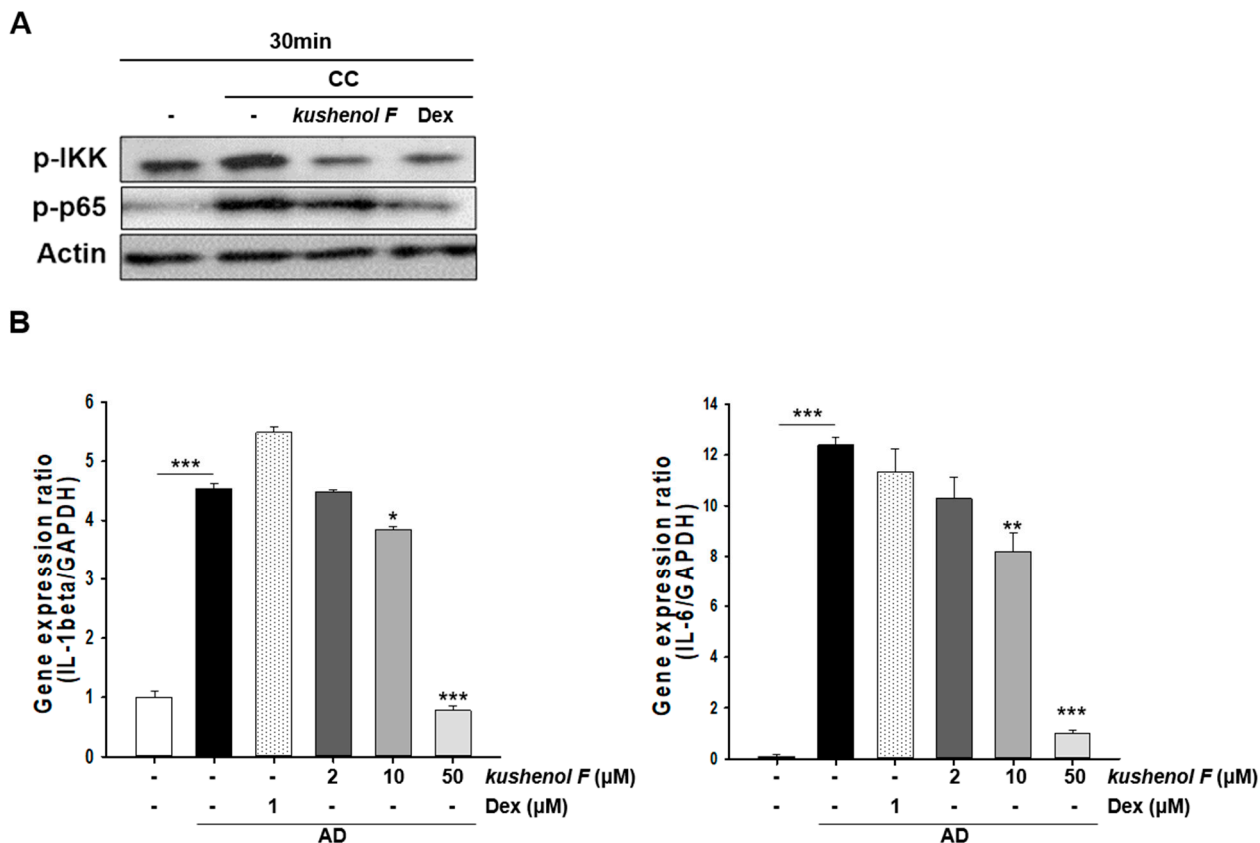 A
30min
CC
- - kushenol F Dex
p-IKK
p-p65
Actin
B
Gene expression ratio
(IL-1beta/GAPDH)
6
5
4
3
2
1
0
***
*
***
- - - 2 10 50 kushenol F (μM)
- - 1 - - - Dex (μM)
AD
Gene expression ratio
(IL-6/GAPDH)
14
12
10
8
6
4
2
0
***
**
***
- - - 2 10 50 kushenol F (μM)
- - 1 - - - Dex (μM)
AD